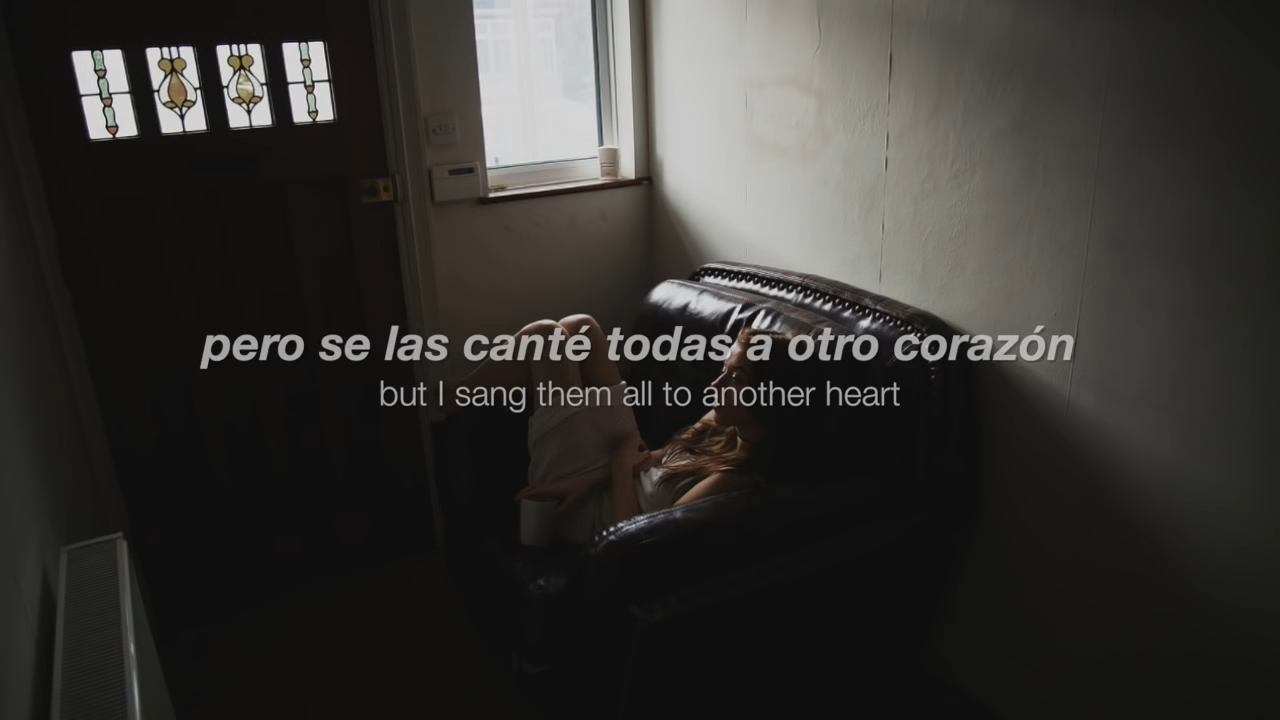 pero se las canté todas a otro corazón
but I sang them all to another heart